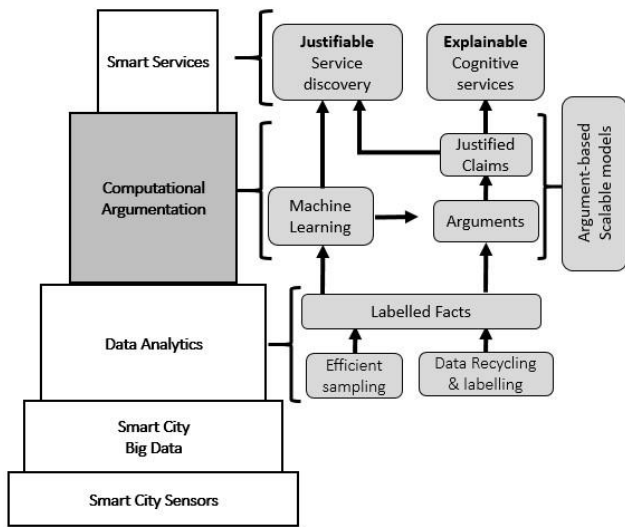 Smart Services
Justifiable
Service
discovery
Explainable
Cognitive
services
Computational
Argumentation
Justified
Claims
Machine
Learning
Arguments
Argument-based
Scalable models
Data Analytics
Labelled Facts
Efficient
sampling
Data Recycling
& labelling
Smart City
Big Data
Smart City Sensors